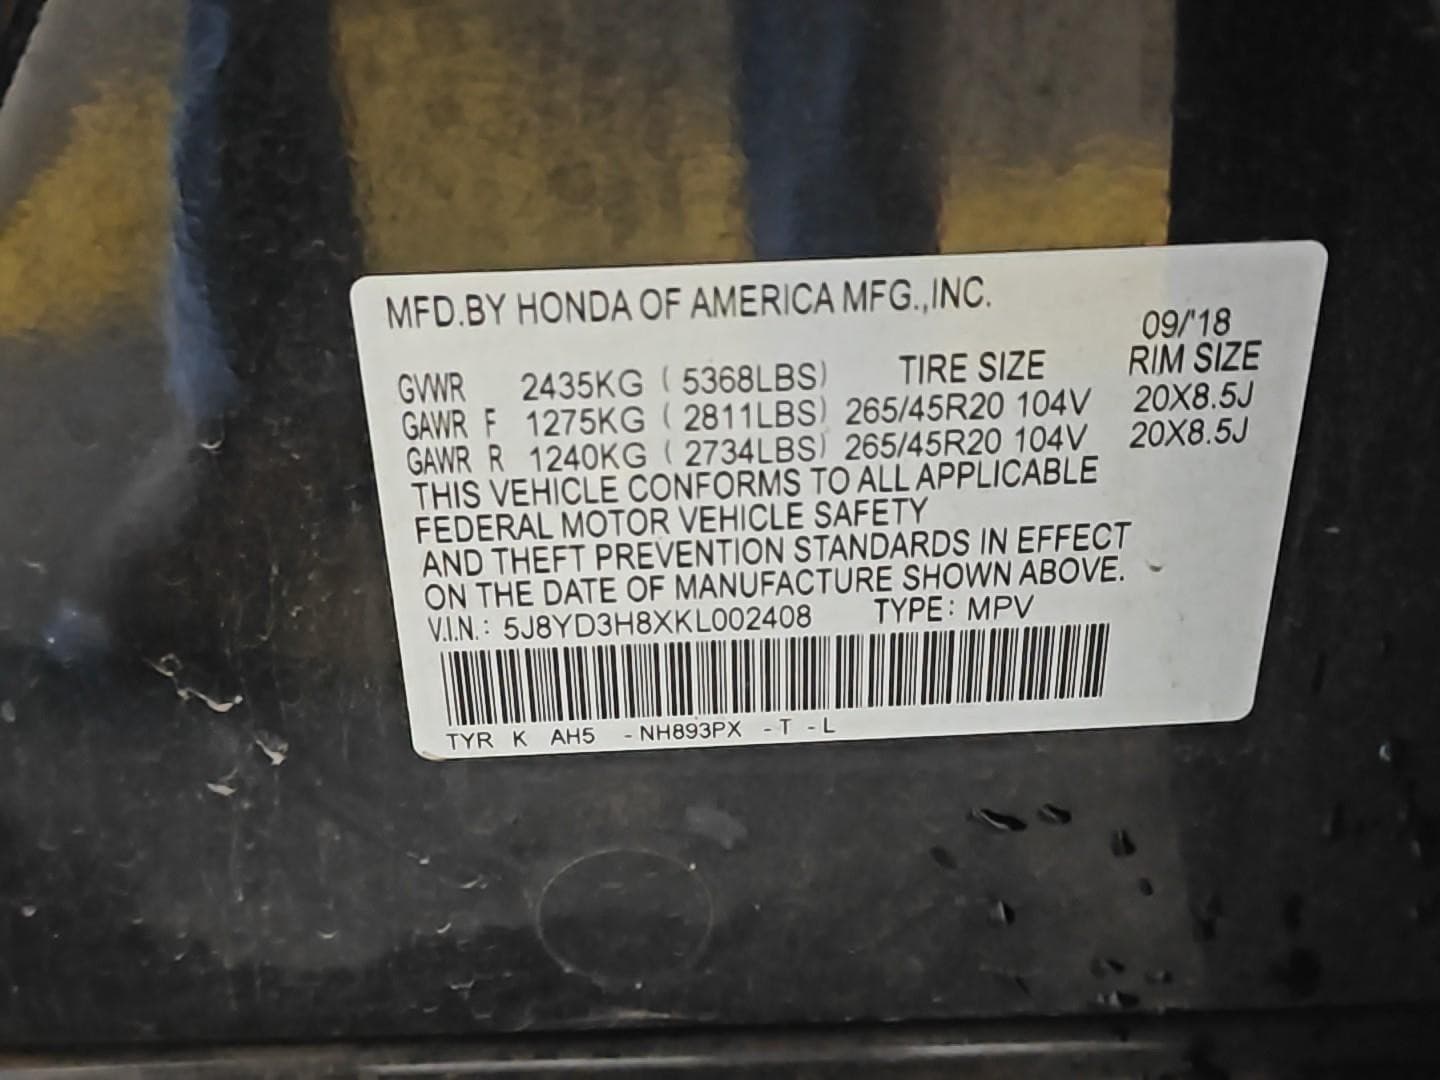 MFD.BY HONDA OF AMERICA MFG.,INC.
09/'18
GVWR 2435KG ( 5368LBS) TIRE SIZE RIM SIZE
GAWR F 1275KG ( 2811LBS) 265/45R20 104V 20X8.5J
GAWR R 1240KG ( 2734LBS) 265/45R20 104V 20X8.5J
THIS VEHICLE CONFORMS TO ALL APPLICABLE
FEDERAL MOTOR VEHICLE SAFETY
AND THEFT PREVENTION STANDARDS IN EFFECT
ON THE DATE OF MANUFACTURE SHOWN ABOVE.
V.I.N.: 5J8YD3H8XKL002408 TYPE: MPV
TYR K AH5 -NH893PX -T -L